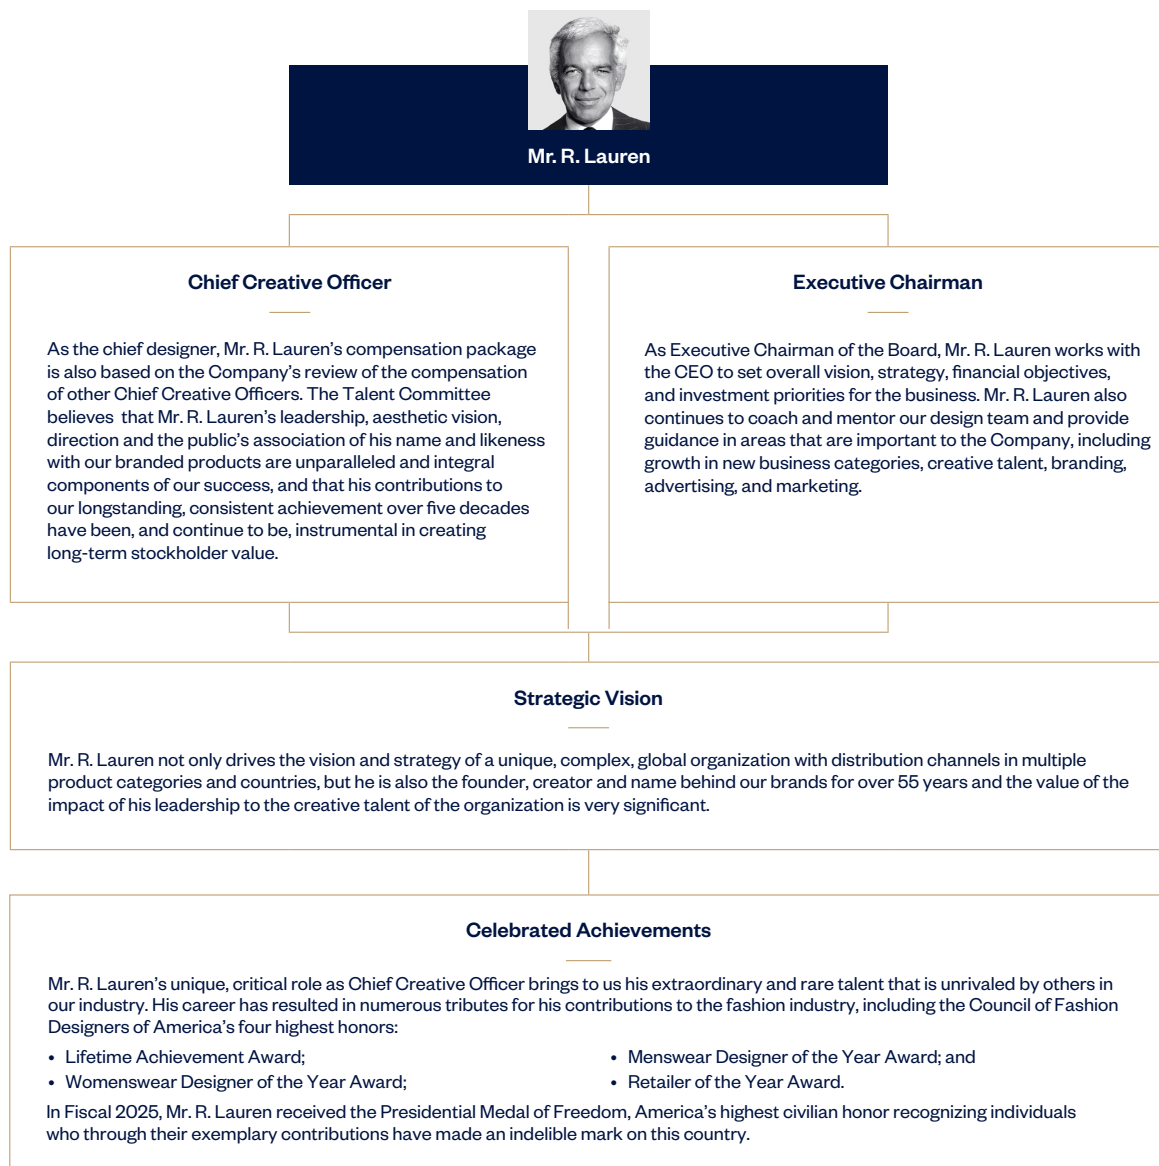 Mr. R. Lauren
Chief Creative Officer
As the chief designer, Mr. R. Lauren’s compensation package
is also based on the Company’s review of the compensation
of other Chief Creative Officers. The Talent Committee
believes  that Mr. R. Lauren’s leadership, aesthetic vision,
direction and the public’s association of his name and likeness
with our branded products are unparalleled and integral
components of our success, and that his contributions to
our longstanding, consistent achievement over five decades
have been, and continue to be, instrumental in creating
long-term stockholder value.
Executive Chairman
As Executive Chairman of the Board, Mr. R. Lauren works with
the CEO to set overall vision, strategy, financial objectives,
and investment priorities for the business. Mr. R. Lauren also
continues to coach and mentor our design team and provide
guidance in areas that are important to the Company, including
growth in new business categories, creative talent, branding,
advertising, and marketing.
Strategic Vision
Mr. R. Lauren not only drives the vision and strategy of a unique, complex, global organization with distribution channels in multiple
product categories and countries, but he is also the founder, creator and name behind our brands for over 55 years and the value of the
impact of his leadership to the creative talent of the organization is very significant.
Celebrated Achievements
Mr. R. Lauren’s unique, critical role as Chief Creative Officer brings to us his extraordinary and rare talent that is unrivaled by others in
our industry. His career has resulted in numerous tributes for his contributions to the fashion industry, including the Council of Fashion
Designers of America’s four highest honors:
• Lifetime Achievement Award;
• Womenswear Designer of the Year Award;
• Menswear Designer of the Year Award; and
• Retailer of the Year Award.
In Fiscal 2025, Mr. R. Lauren received the Presidential Medal of Freedom, America’s highest civilian honor recognizing individuals
who through their exemplary contributions have made an indelible mark on this country.